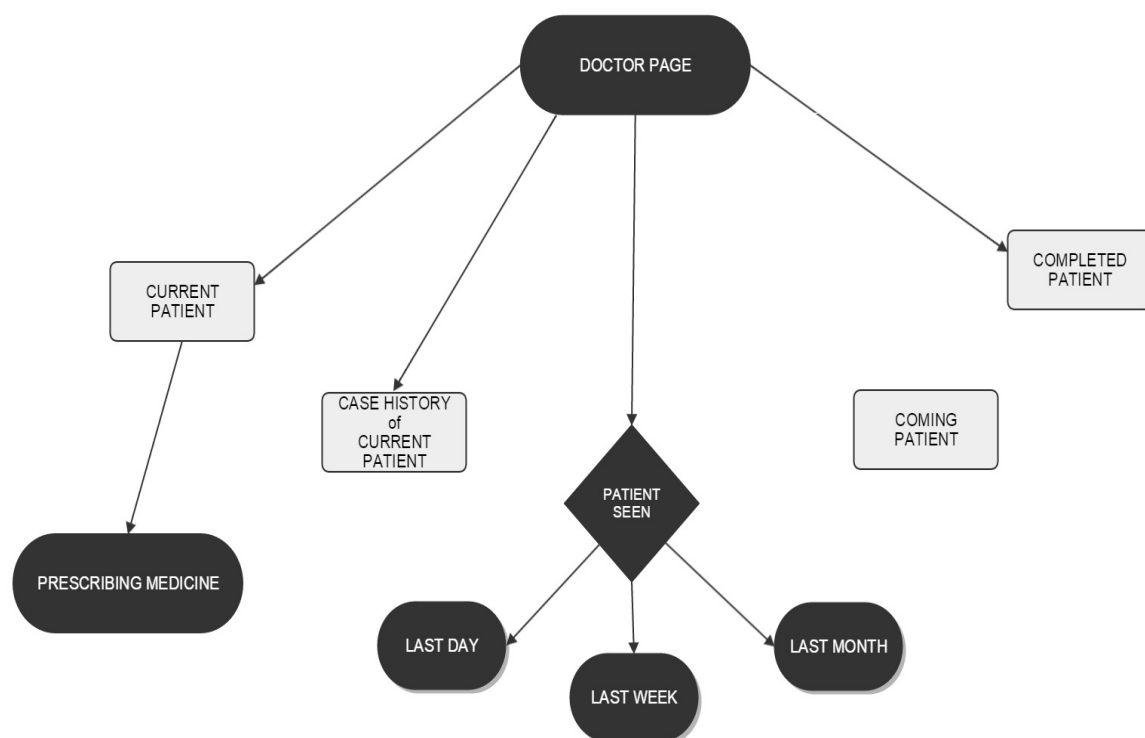 DOCTOR PAGE
COMPLETED
PATIENT
CURRENT
PATIENT
CASE HISTORY
of
CURRENT
PATIENT
COMING
PATIENT
PATIENT
SEEN
PRESCRIBING MEDICINE
LAST DAY
LAST MONTH
LAST WEEK